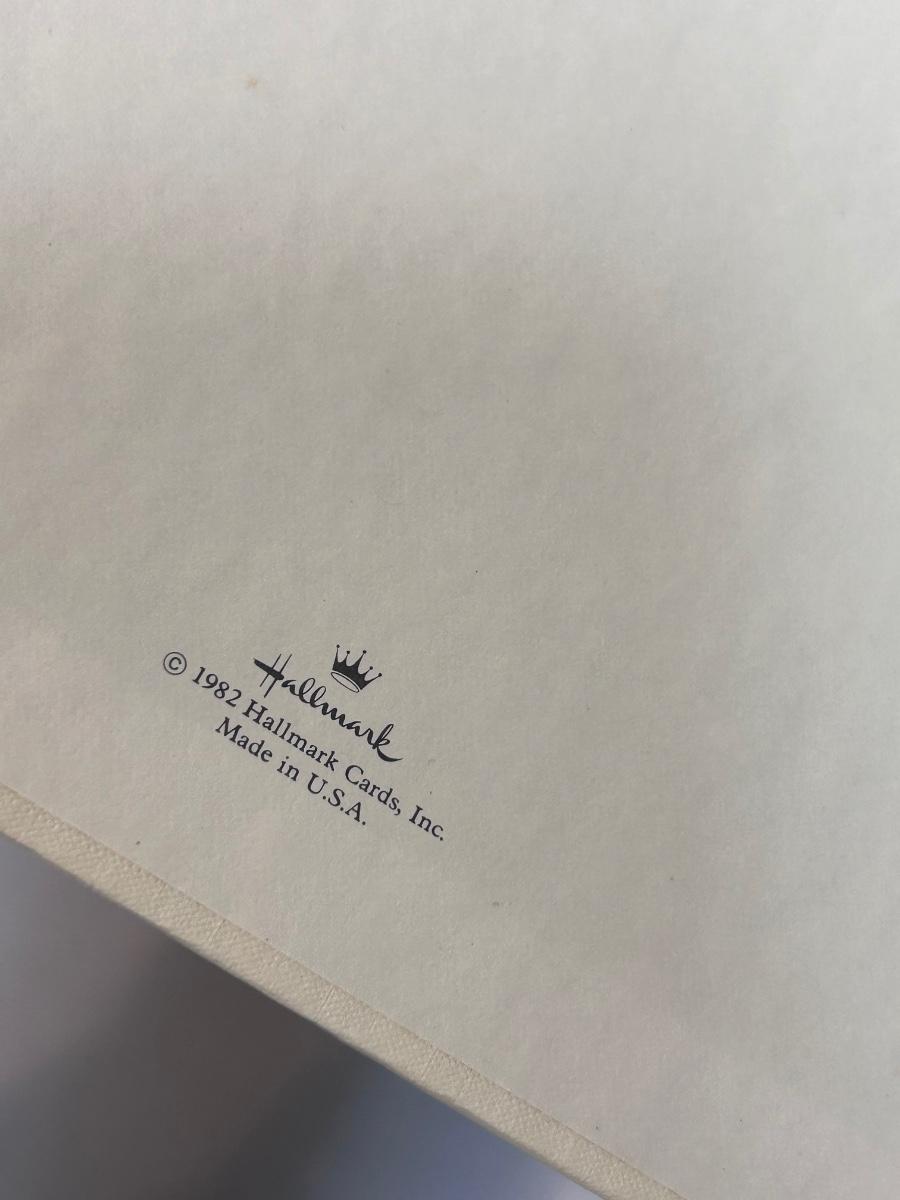 Hallmark
© 1982 Hallmark Cards, Inc.
Made in U.S.A.